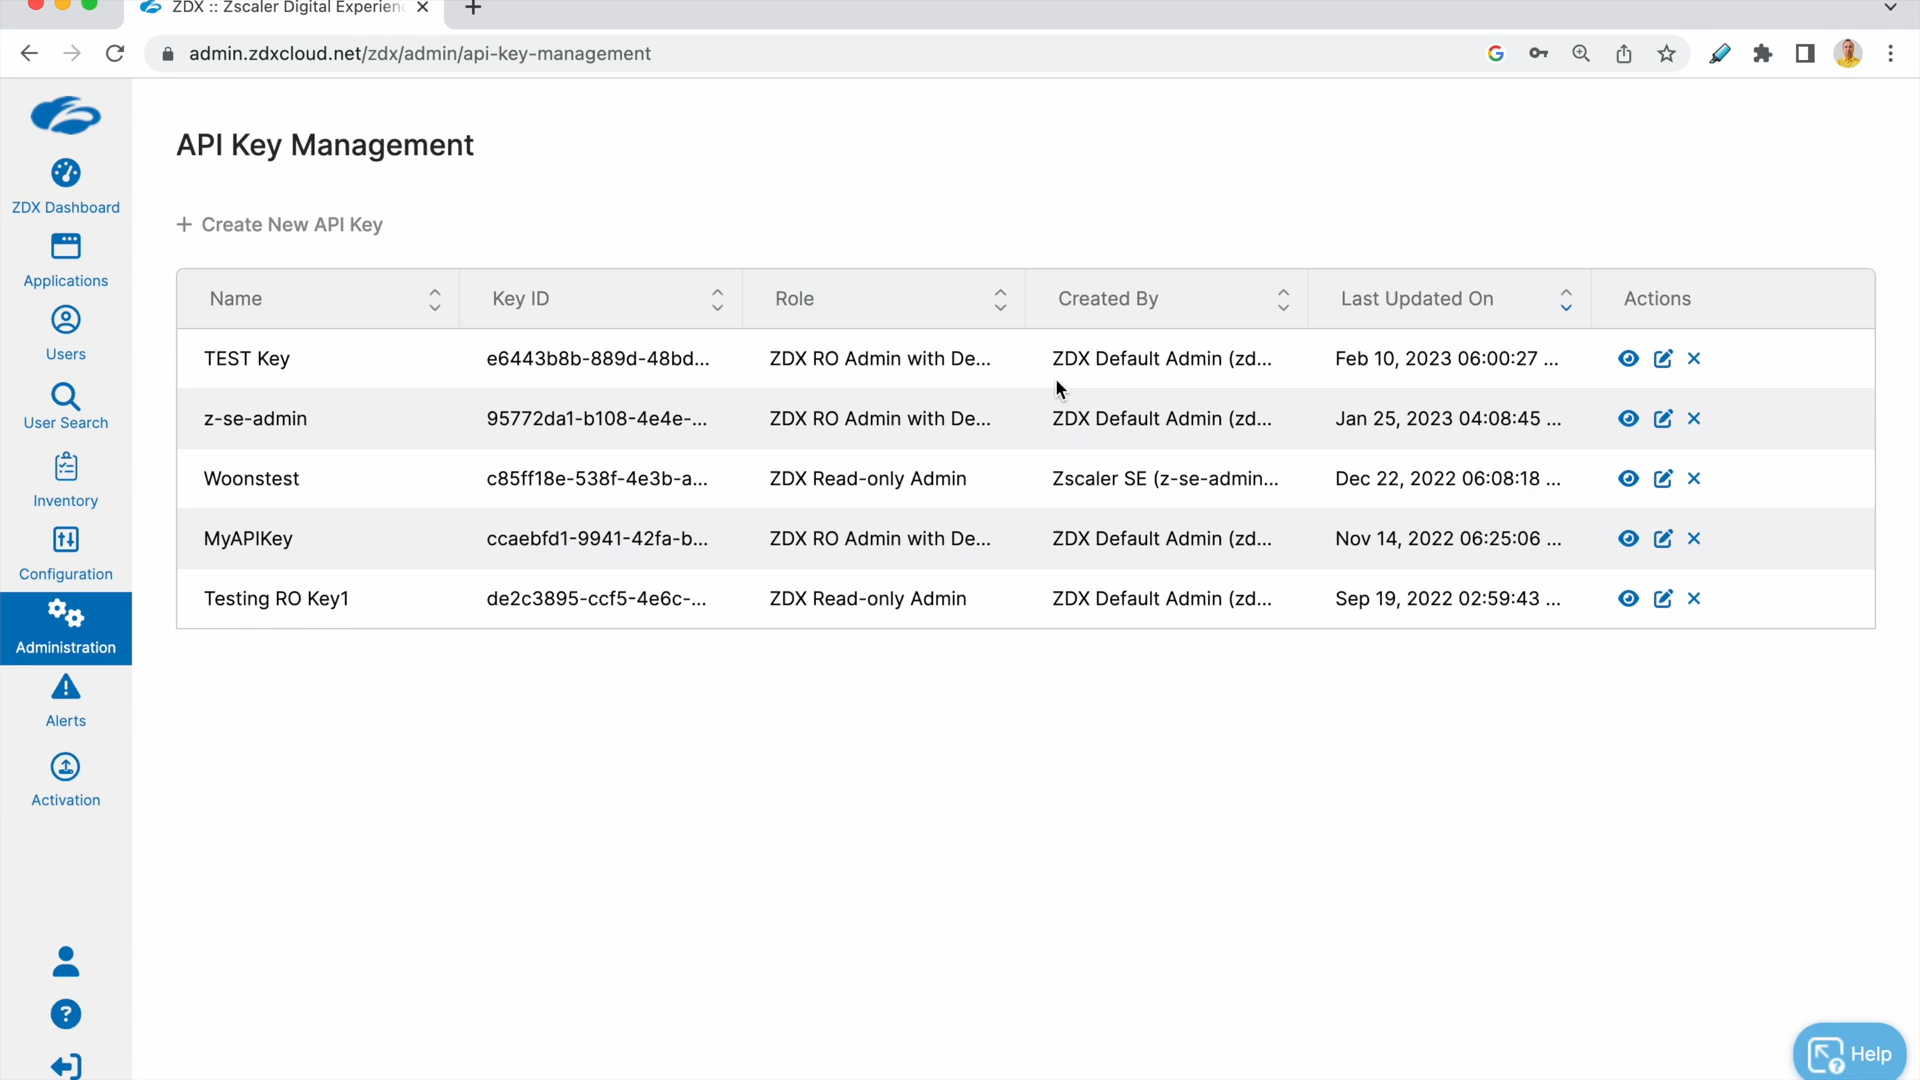 ZDX :: Zscaler Digital Experien
admin.zdxcloud.net/zdx/admin/api-key-management
API Key Management
+ Create New API Key
Name Key ID Role Created By Last Updated On Actions
TEST Key e6443b8b-889d-48bd... ZDX RO Admin with De... ZDX Default Admin (zd... Feb 10, 2023 06:00:27 ...
z-se-admin 95772da1-b108-4e4e-... ZDX RO Admin with De... ZDX Default Admin (zd... Jan 25, 2023 04:08:45 ...
Woonstest c85ff18e-538f-4e3b-a... ZDX Read-only Admin Zscaler SE (z-se-admin... Dec 22, 2022 06:08:18 ...
MyAPIKey ccaebfd1-9941-42fa-b... ZDX RO Admin with De... ZDX Default Admin (zd... Nov 14, 2022 06:25:06 ...
Testing RO Key1 de2c3895-ccf5-4e6c-... ZDX Read-only Admin ZDX Default Admin (zd... Sep 19, 2022 02:59:43 ...
ZDX Dashboard
Applications
Users
User Search
Inventory
Configuration
Administration
Alerts
Activation
Help